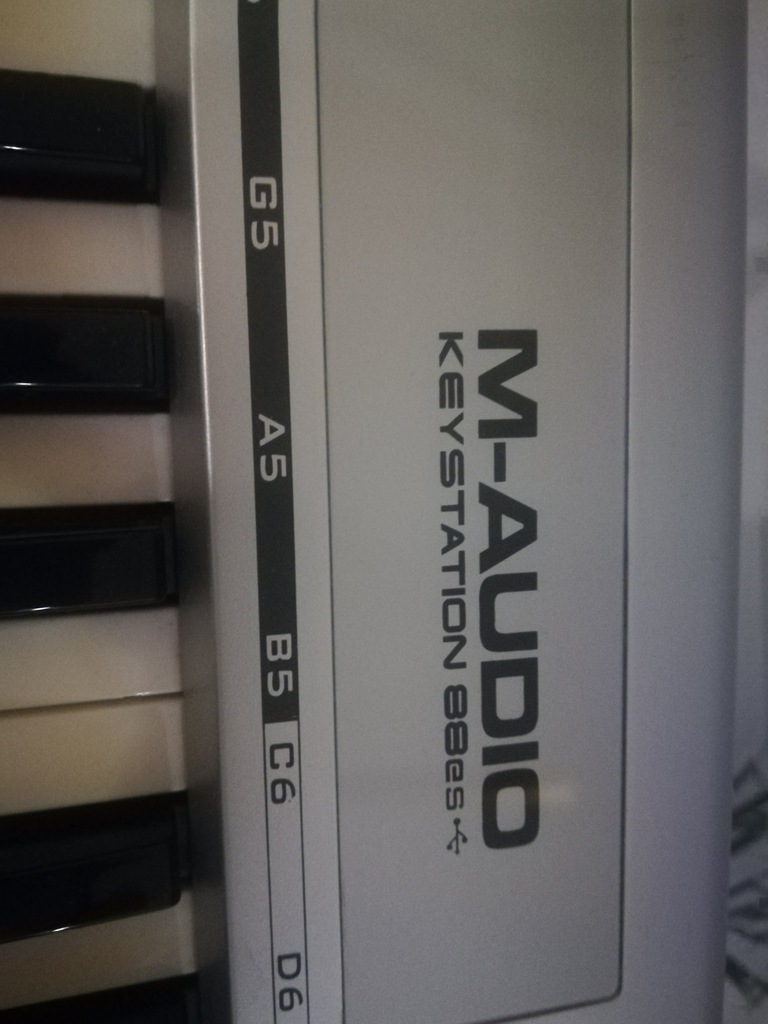 M-AUDIO
KEYSTATION 88es
G5 A5 B5 C6 D6